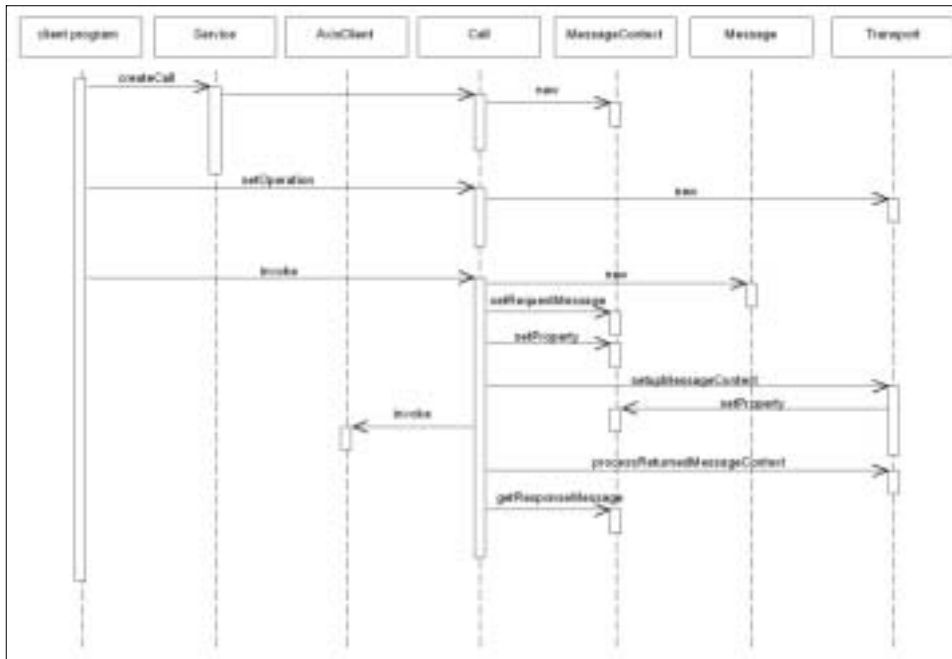 client program
Service
AxisClient
Call
MessageContext
Message
Transport
createCall
new
setOperation
new
invoke
new
setRequestMessage
setProperty
setupMessageContext
setProperty
invoke
processReturnedMessageContext
getResponseMessage